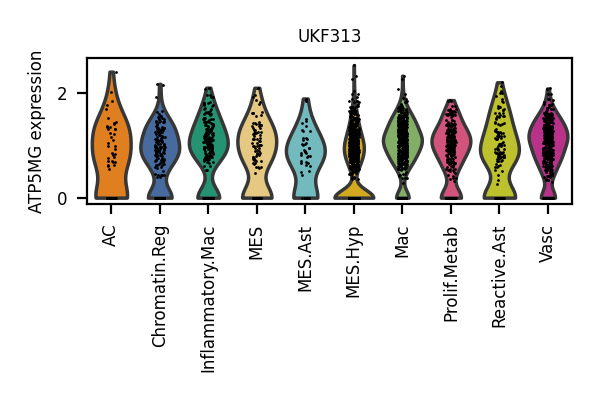 UKF313
ATP5MG expression
2
0
AC
Chromatin.Reg
Inflammatory.Mac
MES
MES.Ast
MES.Hyp
Mac
Prolif.Metab
Reactive.Ast
Vasc